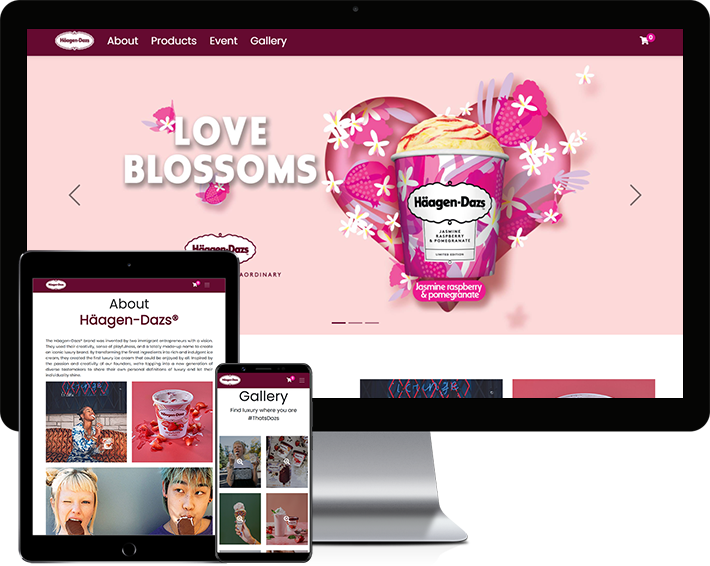 Häagen-Dazs
About Products Event Gallery
0
LOVE
BLOSSOMS
Häagen-Dazs
JASMINE
RASPBERRY
& POMEGRANATE
LIMITED EDITION
Jasmine raspberry
& pomegranate
Häagen-Dazs
AORDINARY
Häagen-Dazs
About
Häagen-Dazs®
The Häagen-Dazs® brand was invented by two immigrant entrepreneurs with a vision.
They used their creativity, sense of playfulness, and a totally made-up name to create
an iconic luxury brand. By transforming the finest ingredients into rich and indulgent ice
cream, they created the first luxury ice cream that could be enjoyed by all. Inspired by
the passion and creativity of our founders, we're tapping into a new generation of
diverse tastemakers to share their own personal definitions of luxury and let their
individuality shine.
Häagen-Dazs
Häagen-Dazs
Gallery
Find luxury where you are
#ThatsDazs